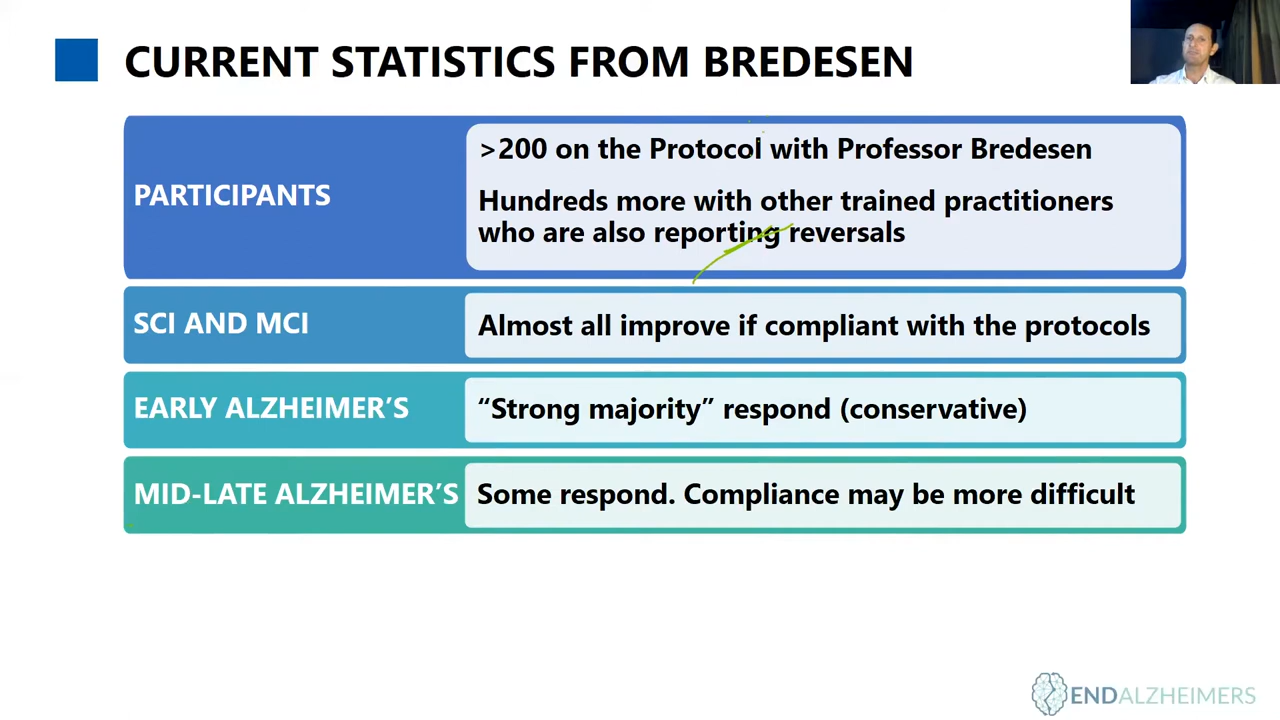 CURRENT STATISTICS FROM BREDESEN
PARTICIPANTS
>200 on the Protocol with Professor Bredesen
Hundreds more with other trained practitioners
who are also reporting reversals
SCI AND MCI
Almost all improve if compliant with the protocols
EARLY ALZHEIMER’S
“Strong majority” respond (conservative)
MID-LATE ALZHEIMER’S
Some respond. Compliance may be more difficult
ENDALZHEIMERS